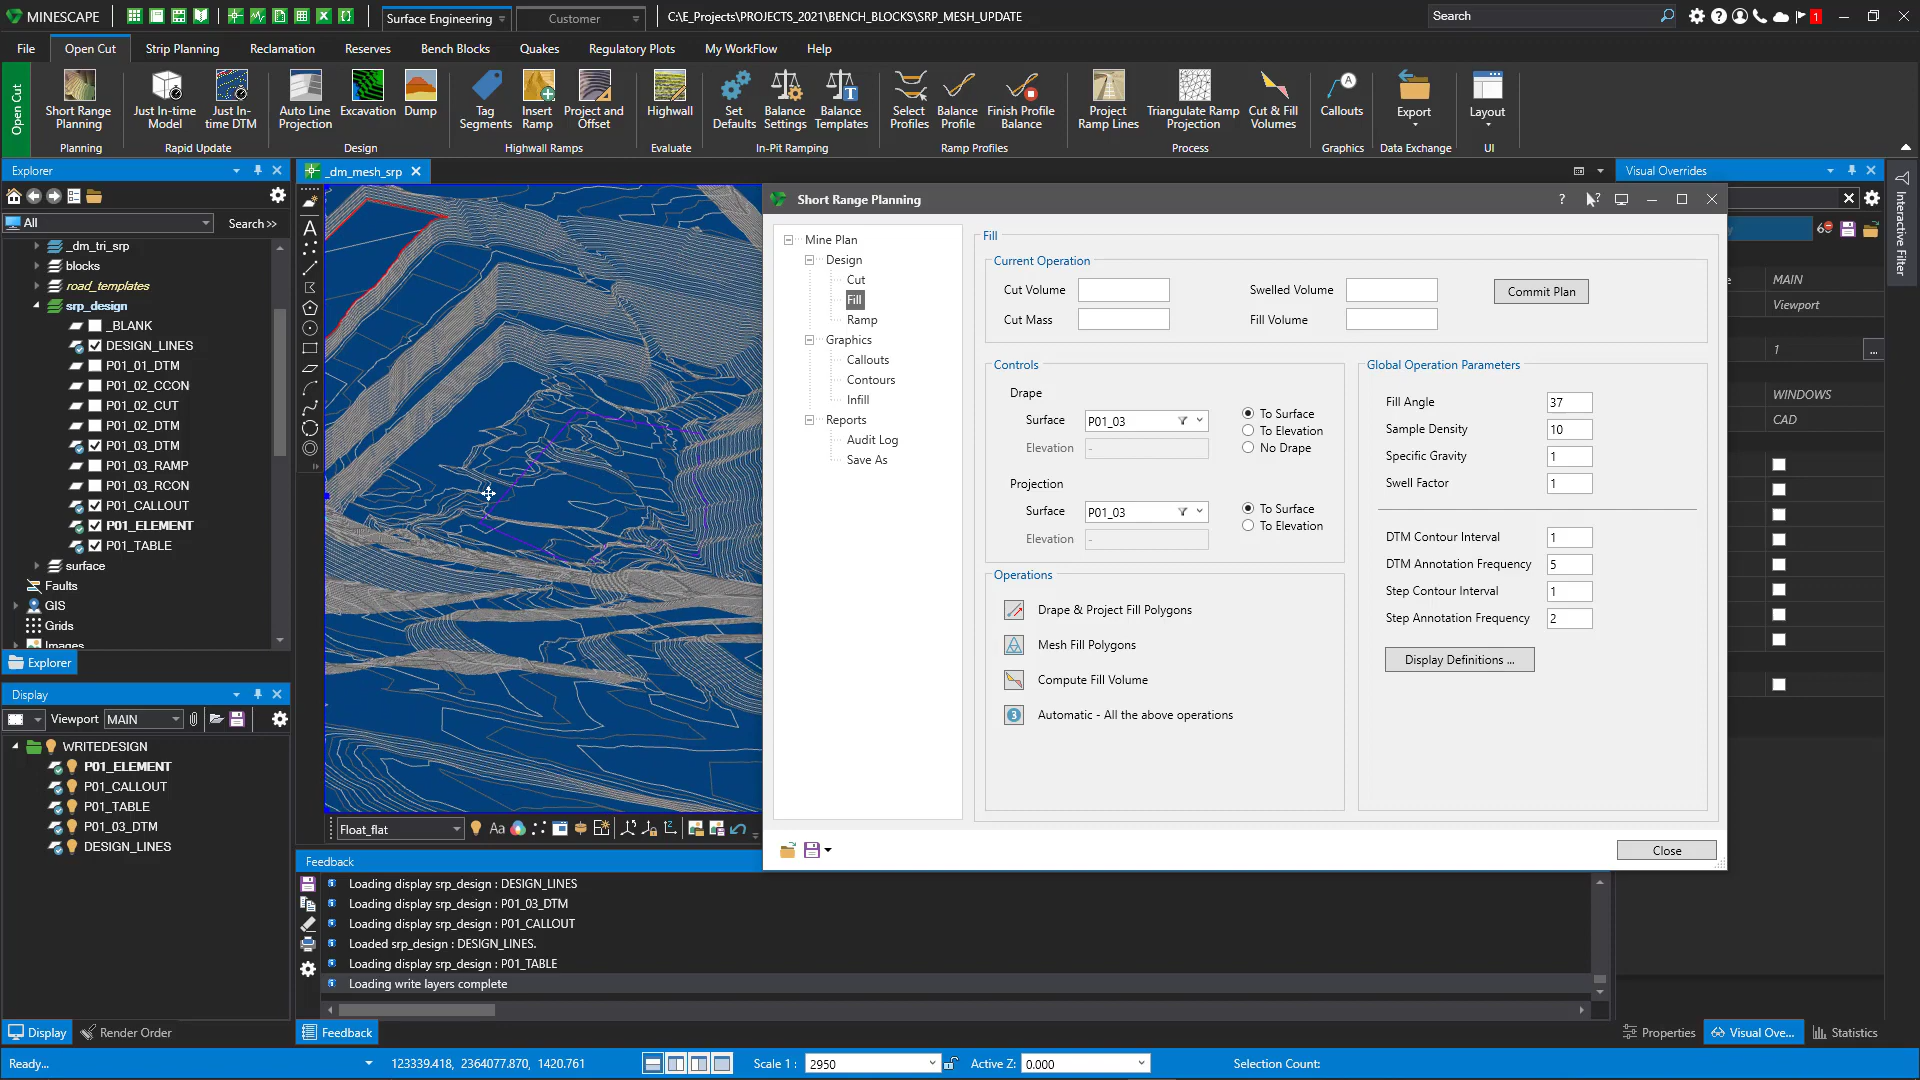 MINESCAPE
Surface Engineering
Customer
C:\E_Projects\PROJECTS_2021\BENCH_BLOCKS\SRP_MESH_UPDATE
Search
1
File
Open Cut
Strip Planning
Reclamation
Reserves
Bench Blocks
Quakes
Regulatory Plots
My WorkFlow
Help
Open Cut
Short Range Planning
Just In-time Model
Just In-time DTM
Auto Line Projection
Excavation
Dump
Tag Segments
Insert Ramp
Project and Offset
Highwall
Set Defaults
Balance Settings
Balance Templates
Select Profiles
Balance Profile
Finish Profile Balance
Project Ramp Lines
Triangulate Ramp Projection
Cut & Fill Volumes
Callouts
Export
Layout
Planning
Rapid Update
Design
Highwall Ramps
Evaluate
In-Pit Ramping
Ramp Profiles
Process
Graphics
Data Exchange
UI
Explorer
All
Search>>
_dm_tri_srp
blocks
road_templates
srp_design
_BLANK
DESIGN_LINES
P01_01_DTM
P01_02_CCON
P01_02_CUT
P01_02_DTM
P01_03_DTM
P01_03_RAMP
P01_03_RCON
P01_CALLOUT
P01_ELEMENT
P01_TABLE
surface
Faults
GIS
Grids
Images
Explorer
Display
Viewport
MAIN
WRITEDESIGN
P01_ELEMENT
P01_CALLOUT
P01_TABLE
P01_03_DTM
DESIGN_LINES
Display
Render Order
_dm_mesh_srp
Float_flat
Aa
Feedback
Loading display srp_design : DESIGN_LINES
Loading display srp_design : P01_03_DTM
Loading display srp_design : P01_CALLOUT
Loaded srp_design : DESIGN_LINES.
Loading display srp_design : P01_TABLE
Loading write layers complete
Feedback
Short Range Planning
?
Mine Plan
Design
Cut
Fill
Ramp
Graphics
Callouts
Contours
Infill
Reports
Audit Log
Save As
Fill
Current Operation
Cut Volume
Swelled Volume
Commit Plan
Cut Mass
Fill Volume
Controls
Drape
Surface
P01_03
To Surface
To Elevation
Elevation
-
No Drape
Projection
Surface
P01_03
To Surface
To Elevation
Elevation
-
Operations
Drape & Project Fill Polygons
Mesh Fill Polygons
Compute Fill Volume
3
Automatic - All the above operations
Global Operation Parameters
Fill Angle
37
Sample Density
10
Specific Gravity
1
Swell Factor
1
DTM Contour Interval
1
DTM Annotation Frequency
5
Step Contour Interval
1
Step Annotation Frequency
2
Display Definitions ...
Close
Visual Overrides
MAIN
Viewport
1
...
WINDOWS
CAD
Interactive Filter
Properties
Visual Ove...
Statistics
Ready...
123339.418, 2364077.870, 1420.761
Scale 1 :
2950
Active Z:
0.000
Selection Count: